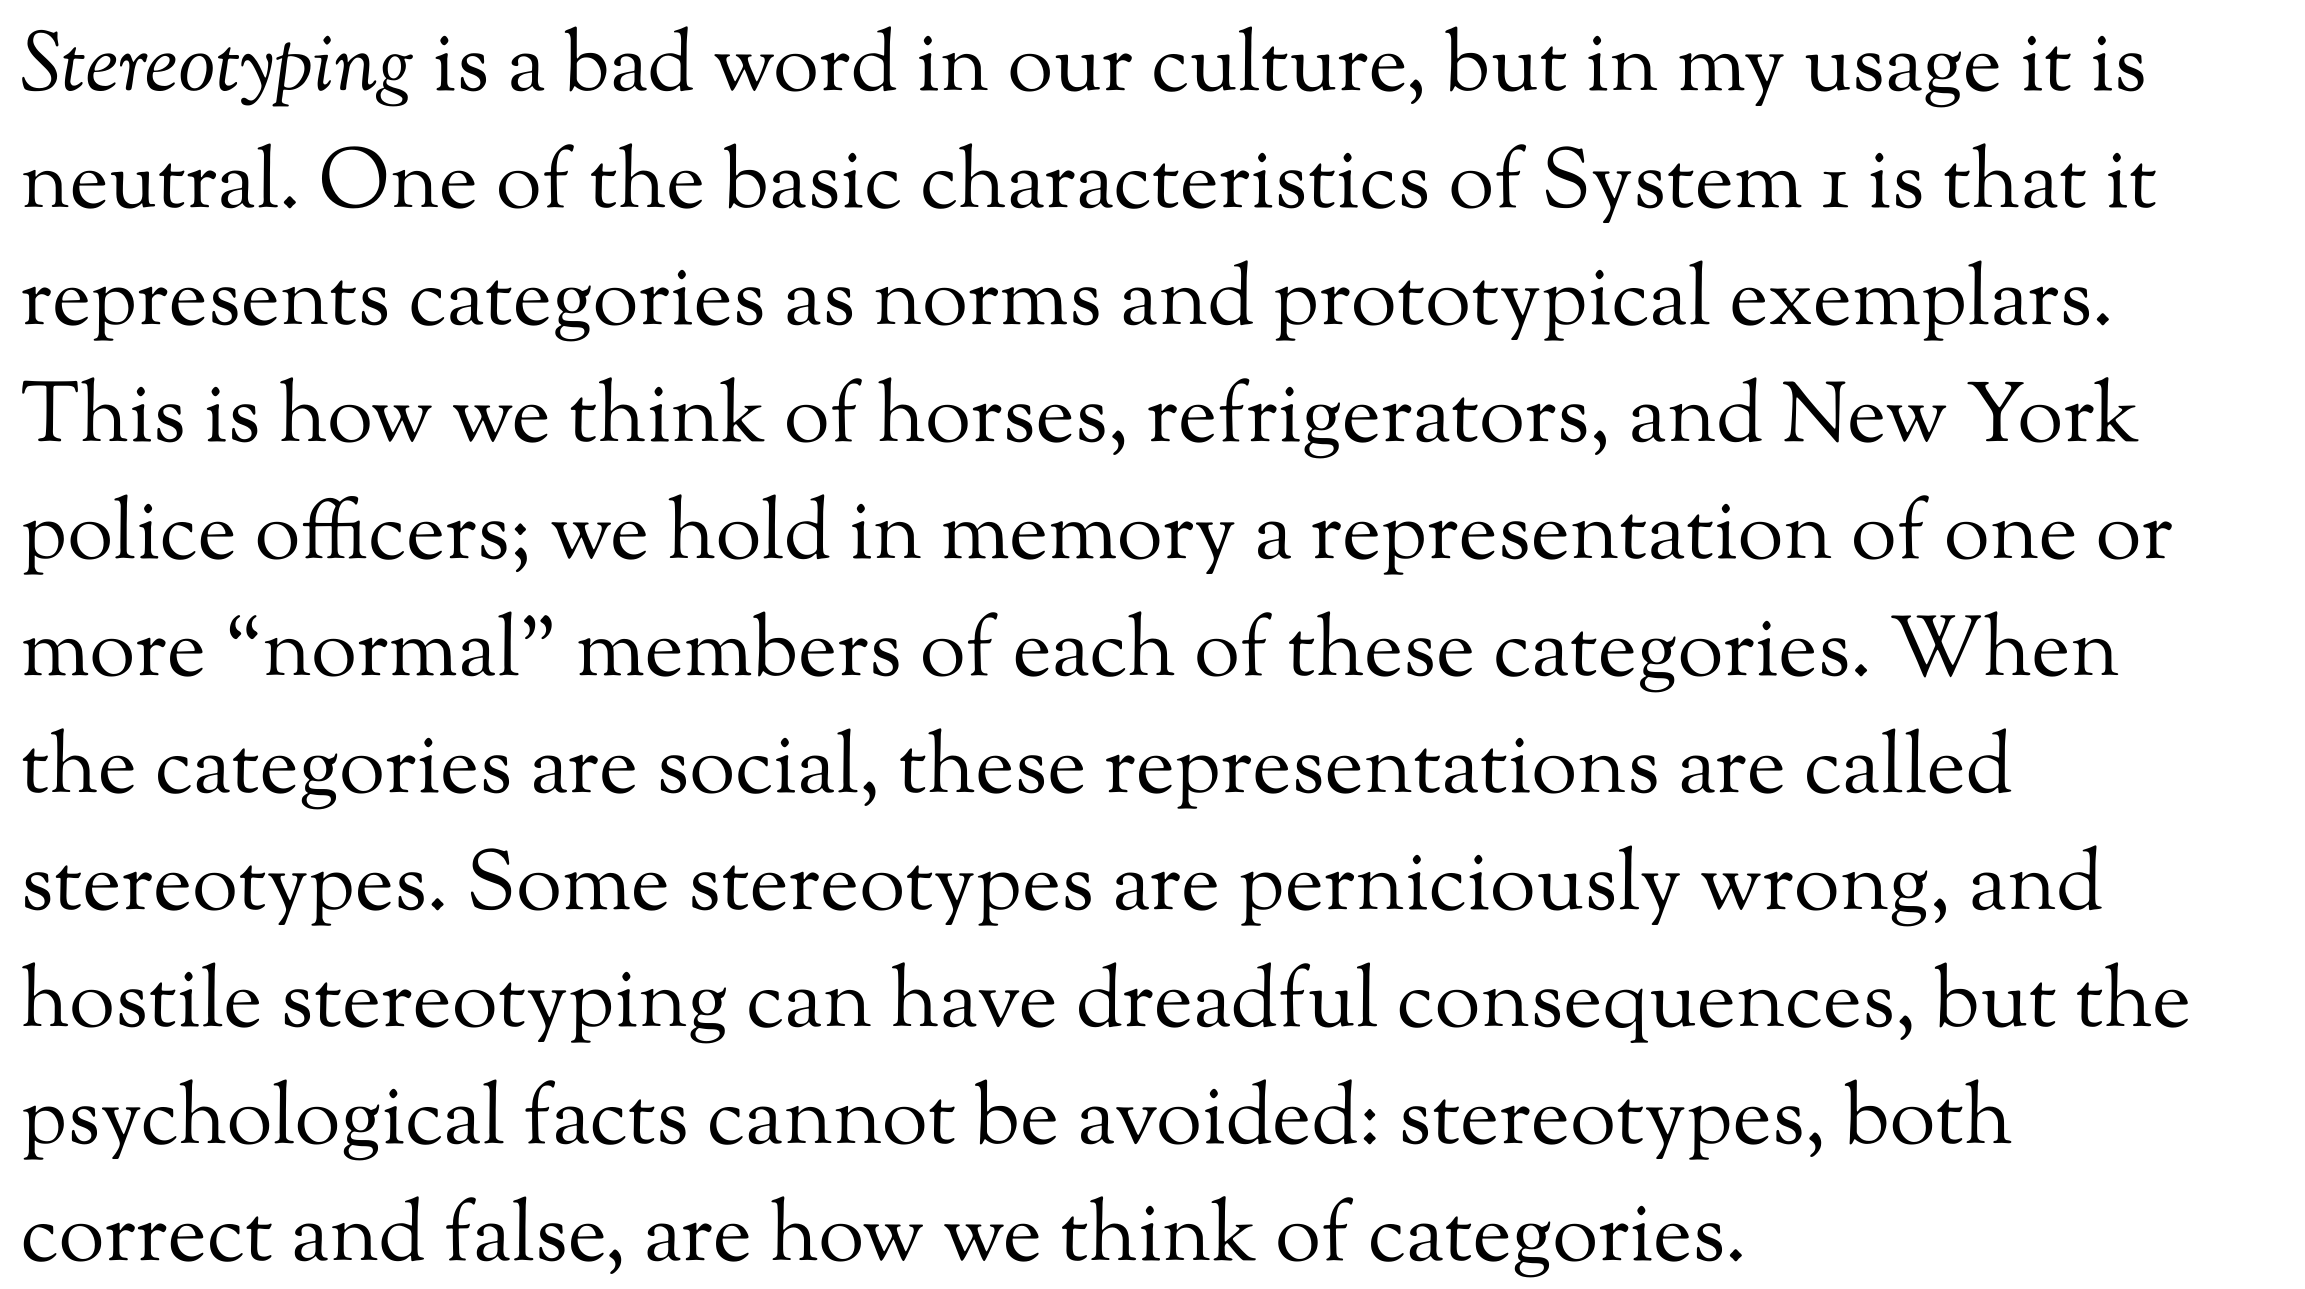 Stereotyping is a bad word in our culture, but in my usage it is
neutral. One of the basic characteristics of System 1 is that it
represents categories as norms and prototypical exemplars.
This is how we think of horses, refrigerators, and New York
police officers; we hold in memory a representation of one or
more “normal” members of each of these categories. When
the categories are social, these representations are called
stereotypes. Some stereotypes are perniciously wrong, and
hostile stereotyping can have dreadful consequences, but the
psychological facts cannot be avoided: stereotypes, both
correct and false, are how we think of categories.